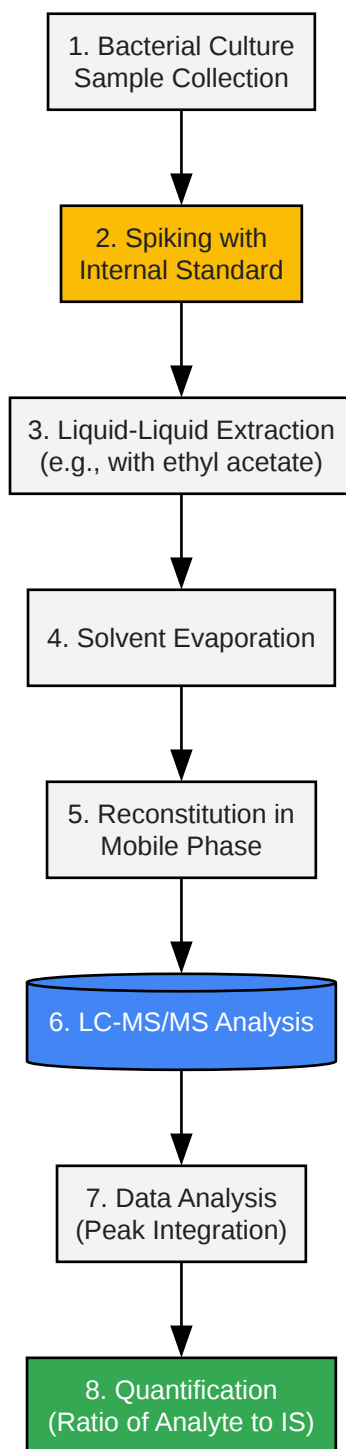 1. Bacterial Culture
Sample Collection
2. Spiking with
Internal Standard
3. Liquid-Liquid Extraction
(e.g., with ethyl acetate)
4. Solvent Evaporation
5. Reconstitution in
Mobile Phase
6. LC-MS/MS Analysis
7. Data Analysis
(Peak Integration)
8. Quantification
(Ratio of Analyte to IS)